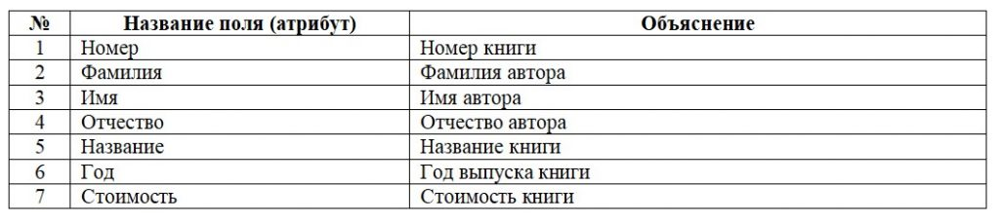 № Название поля (атрибут) Объяснение
1 Номер Номер книги
2 Фамилия Фамилия автора
3 Имя Имя автора
4 Отчество Отчество автора
5 Название Название книги
6 Год Год выпуска книги
7 Стоимость Стоимость книги